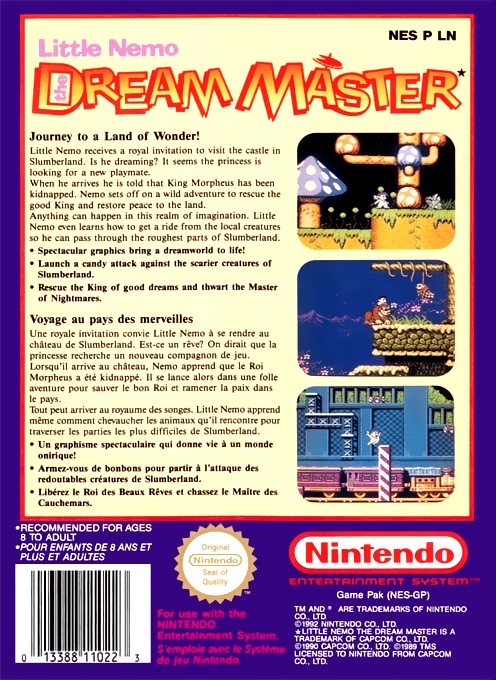 NES P LN
Little Nemo
the DREAM MASTER*
Journey to a Land of Wonder!
Little Nemo receives a royal invitation to visit the castle in
Slumberland. Is he dreaming? It seems the princess is
looking for a new playmate.
When he arrives he is told that King Morpheus has been
kidnapped. Nemo sets off on a wild adventure to rescue the
good King and restore peace to the land.
Anything can happen in this realm of imagination. Little
Nemo even learns how to get a ride from the local creatures
so he can pass through the roughest parts of Slumberland.
• Spectacular graphics bring a dreamworld to life!
• Launch a candy attack against the scarier creatures of
Slumberland.
• Rescue the King of good dreams and thwart the Master
of Nightmares.
Voyage au pays des merveilles
Une royale invitation convie Little Nemo à se rendre au
château de Slumberland. Est-ce un rêve? On dirait que la
princesse recherche un nouveau compagnon de jeu.
Lorsqu'il arrive au château, Nemo apprend que le Roi
Morpheus a été kidnappé. Il se lance alors dans une folle
aventure pour sauver le bon Roi et ramener la paix dans
le pays.
Tout peut arriver au royaume des songes. Little Nemo apprend
même comment chevaucher les animaux qu'il rencontre pour
traverser les parties les plus difficiles de Slumberland.
• Un graphisme spectaculaire qui donne vie à un monde
onirique!
• Armez-vous de bonbons pour partir à l'attaque des
redoutables créatures de Slumberland.
• Libérez le Roi des Beaux Rêves et chassez le Maître des
Cauchemars.
•RECOMMENDED FOR AGES
8 TO ADULT
•POUR ENFANTS DE 8 ANS ET
PLUS ET ADULTES
0 13388 11022 3
Original
Nintendo
Seal of
Quality
TM
For use with the
NINTENDO
Entertainment System.
S'emploie avec le Système
de jeu Nintendo.
Nintendo®
ENTERTAINMENT SYSTEM™
Game Pak (NES-GP)
TM AND ® ARE TRADEMARKS OF NINTENDO
CO., LTD.
©1992 NINTENDO CO., LTD.
*LITTLE NEMO THE DREAM MASTER IS A
TRADEMARK OF CAPCOM CO., LTD.
©1990 CAPCOM CO., LTD. ©1989 TMS
LICENSED TO NINTENDO FROM CAPCOM
CO., LTD.